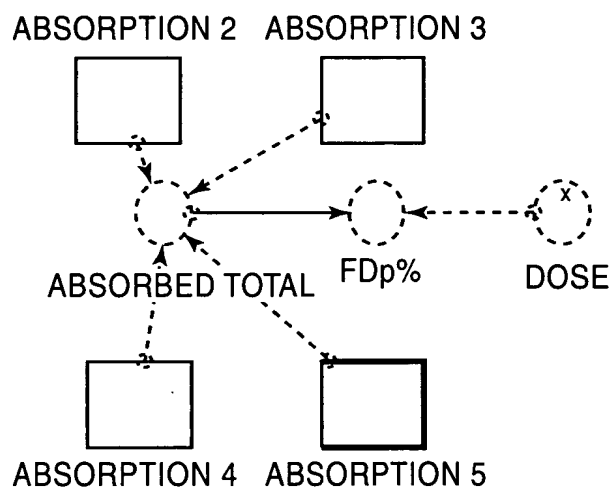 ABSORPTION 2 ABSORPTION 3
x
FDp%
DOSE
ABSORBED TOTAL
ABSORPTION 4 ABSORPTION 5